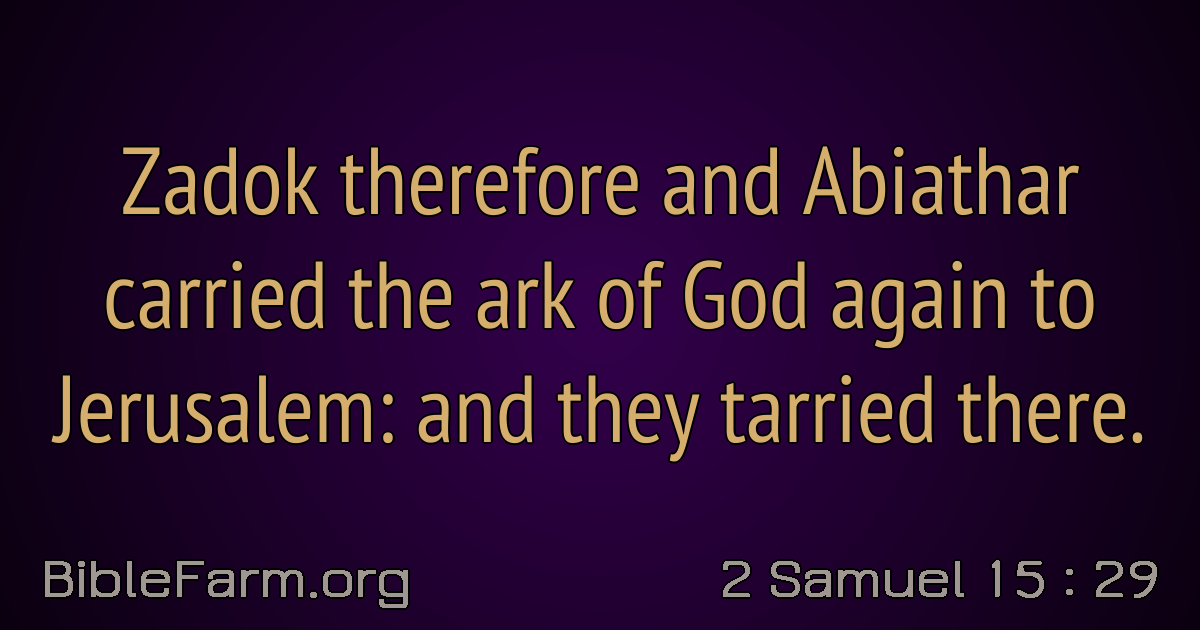 Zadok therefore and Abiathar
carried the ark of God again to
Jerusalem: and they tarried there.
BibleFarm.org
2 Samuel 15 : 29